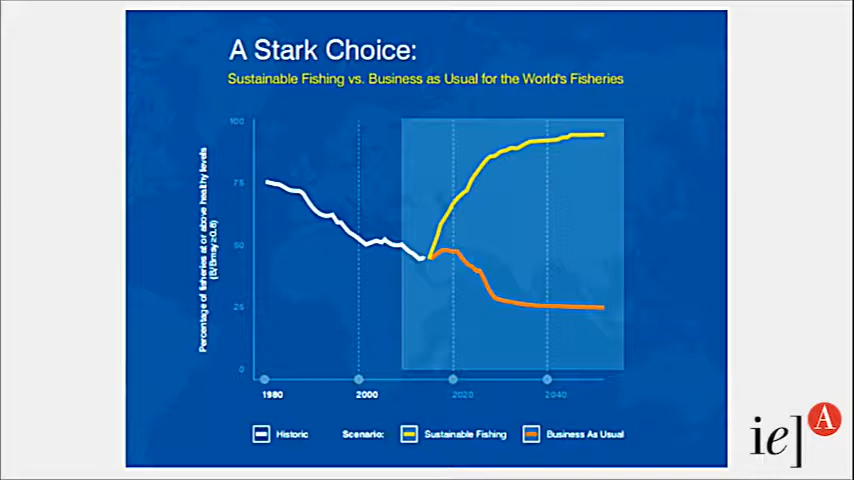 A Stark Choice:
Sustainable Fishing vs. Business as Usual for the World's Fisheries
Percentage of fisheries at or above healthy levels
(B/Bmsy≥0.8)
100
75
50
25
0
1980 2000 2020 2040
Historic Scenario: Sustainable Fishing Business As Usual
ie] A